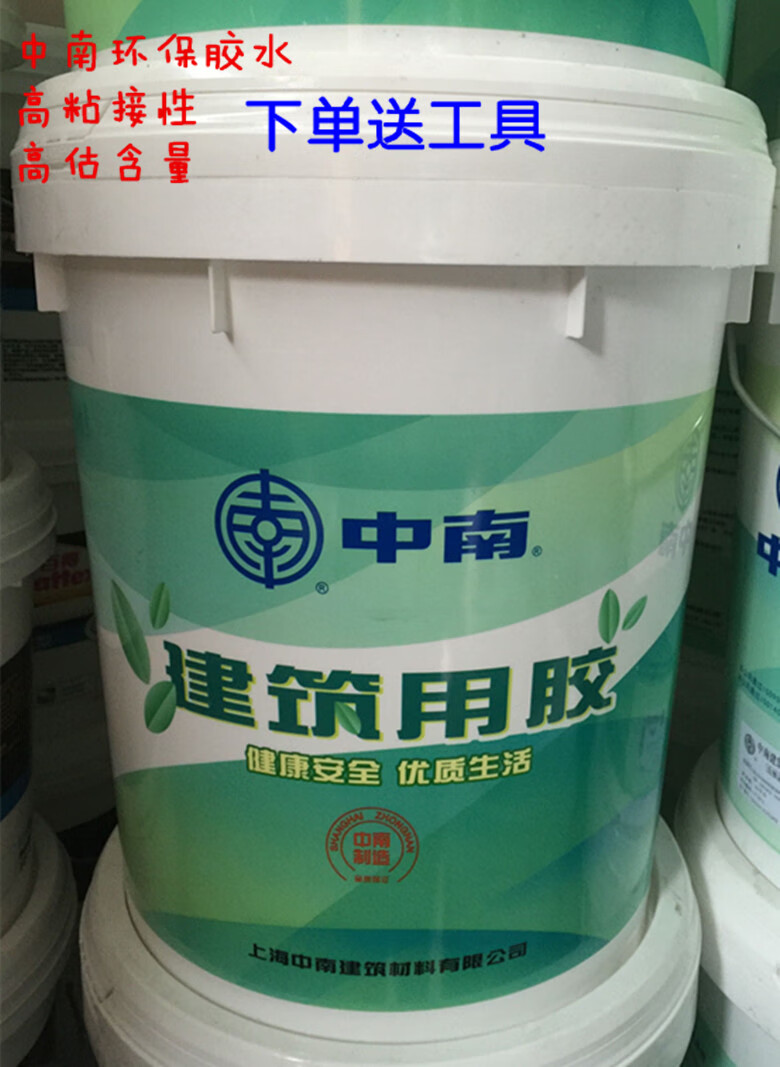 中南环保胶水
高粘接性
高估含量
下单送工具
中南®
®
建筑用胶
健康安全 优质生活
SHANGHAI ZHONGNAN
中南
制造
上海中南建筑材料有限公司